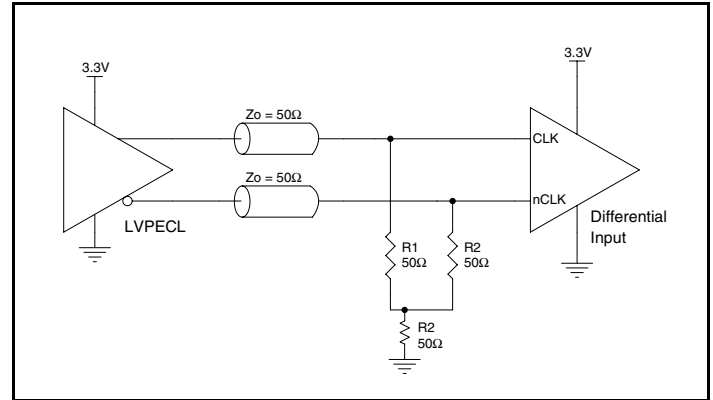 3.3V
3.3V
Zo = 50Ω
CLK
Zo = 50Ω
nCLK
LVPECL
Differential
Input
R1
50Ω
R2
50Ω
R2
50Ω